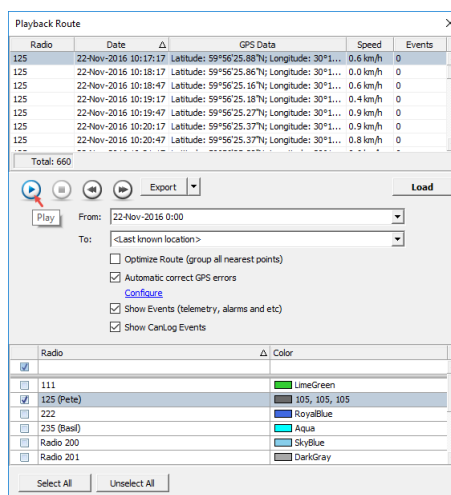 Playback Route
Radio Date GPS Data Speed Events
125 22-Nov-2016 10:17:17 Latitude: 59°56'25.88"N; Longitude: 30°1... 0.6 km/h 0
125 22-Nov-2016 10:18:17 Latitude: 59°56'25.86"N; Longitude: 30°1... 0.0 km/h 0
125 22-Nov-2016 10:18:47 Latitude: 59°56'25.16"N; Longitude: 30°1... 0.6 km/h 0
125 22-Nov-2016 10:19:17 Latitude: 59°56'25.18"N; Longitude: 30°1... 0.4 km/h 0
125 22-Nov-2016 10:19:47 Latitude: 59°56'25.27"N; Longitude: 30°1... 0.9 km/h 0
125 22-Nov-2016 10:20:17 Latitude: 59°56'25.37"N; Longitude: 30°1... 0.9 km/h 0
125 22-Nov-2016 10:20:47 Latitude: 59°56'25.37"N; Longitude: 30°1... 0.8 km/h 0
Total: 660
Export Load
Play
From: 22-Nov-2016 0:00
To: <Last known location>
Optimize Route (group all nearest points)
Automatic correct GPS errors
Configure
Show Events (telemetry, alarms and etc)
Show CanLog Events
Radio Color
111 LimeGreen
125 (Pete) 105, 105, 105
222 RoyalBlue
235 (Basil) Aqua
Radio 200 SkyBlue
Radio 201 DarkGray
Select All Unselect All